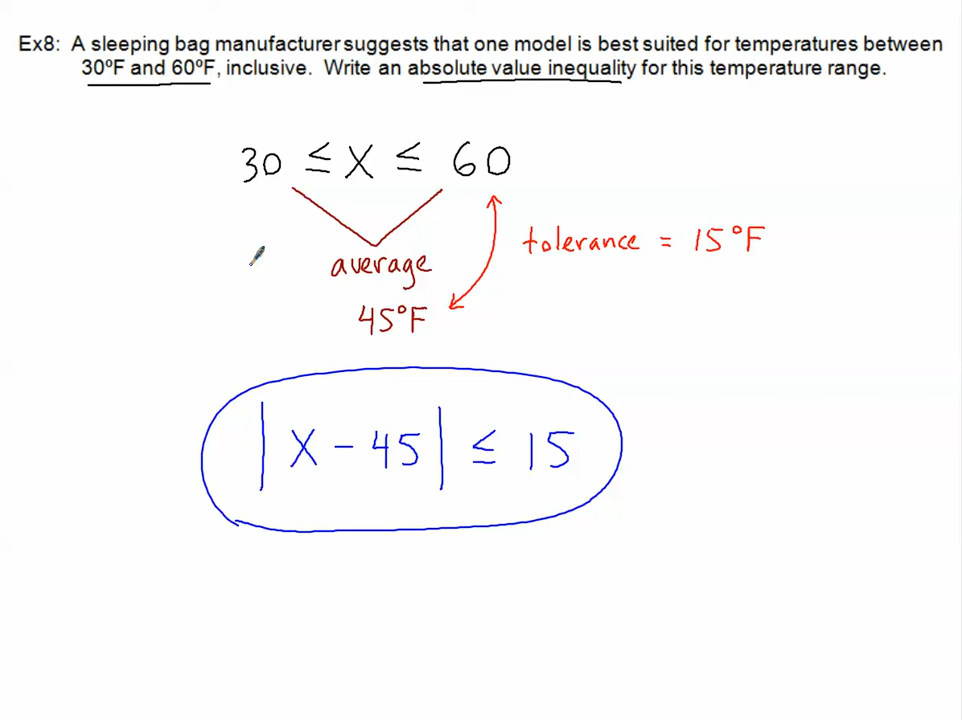 Ex8: A sleeping bag manufacturer suggests that one model is best suited for temperatures between
30ºF and 60ºF, inclusive. Write an absolute value inequality for this temperature range.
30 ≤ X ≤ 60
tolerance = 15°F
average
45°F
|X - 45| ≤ 15